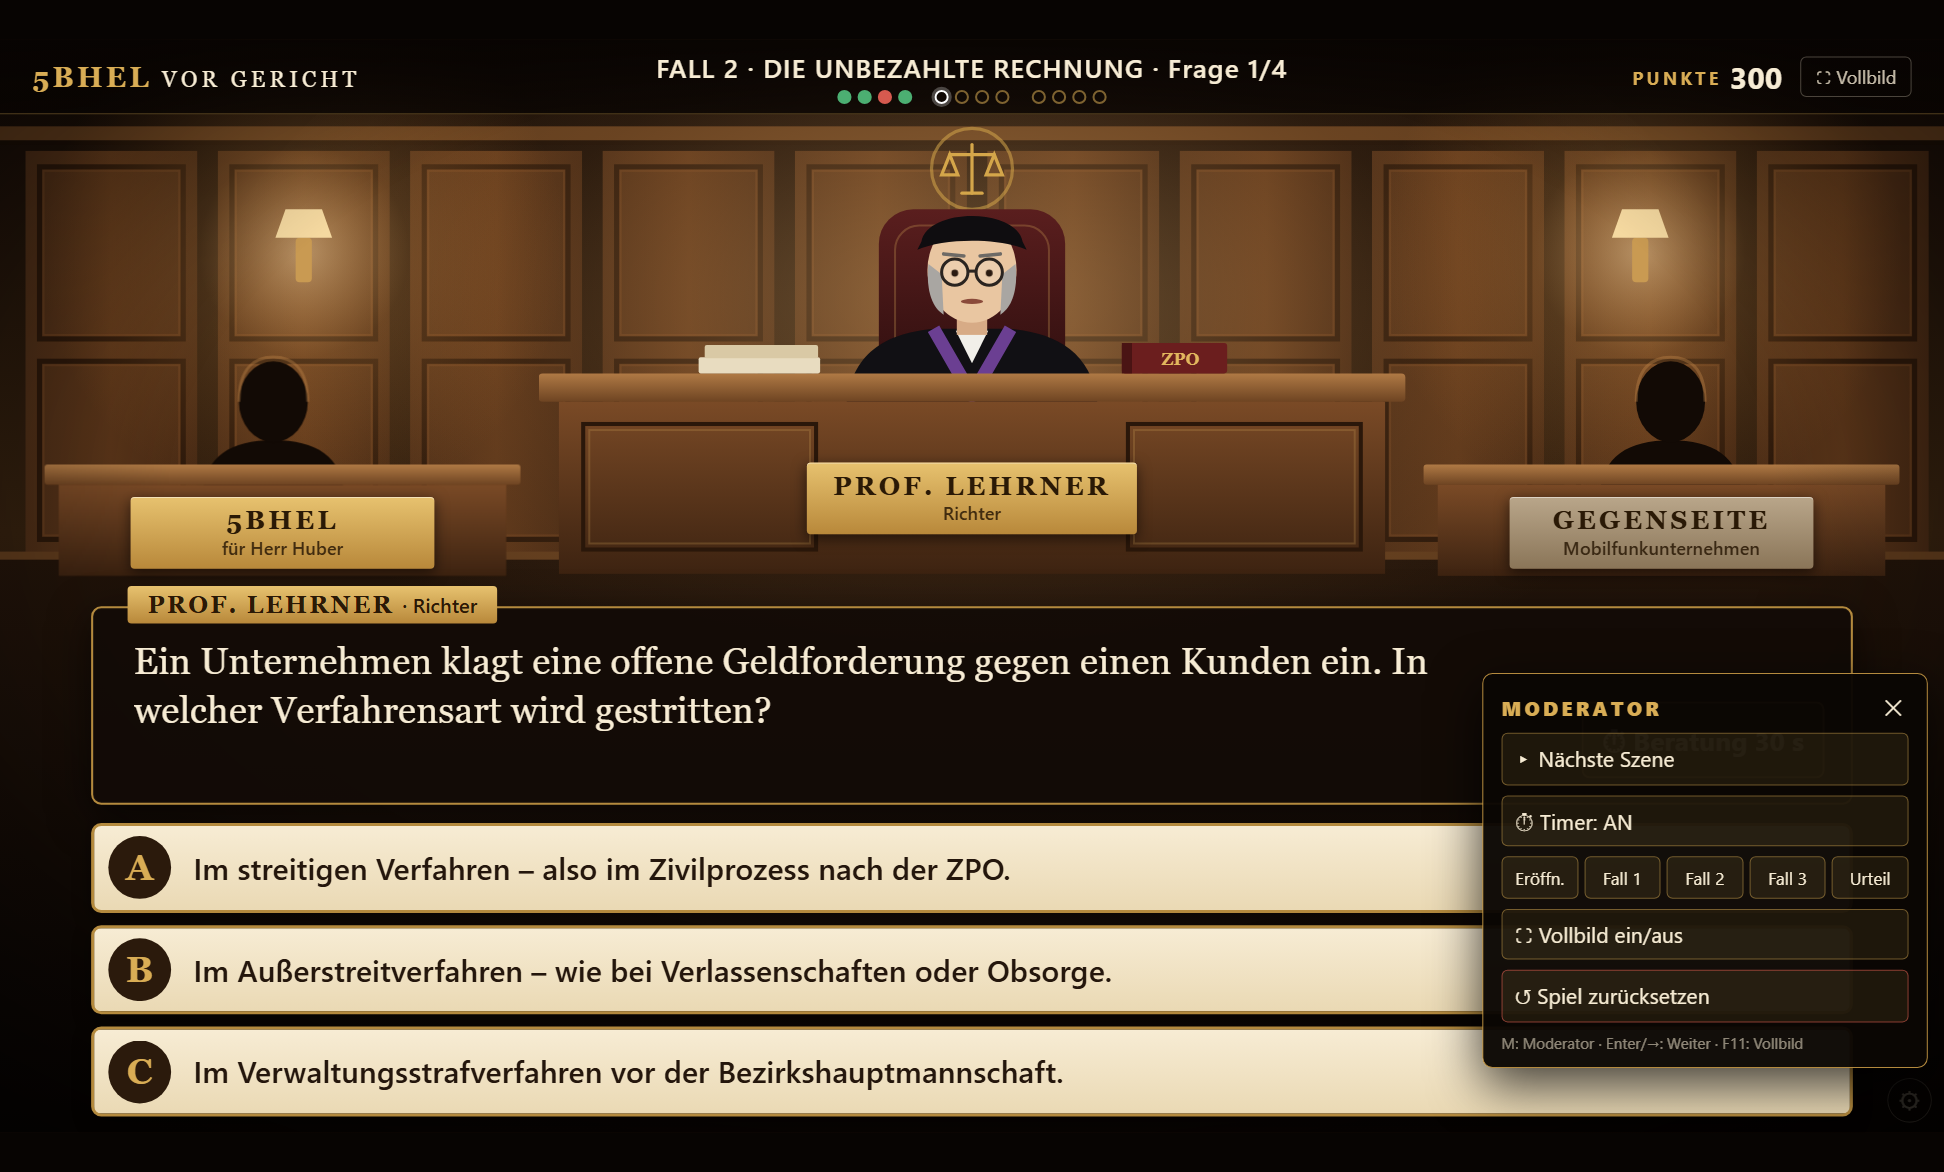 5BHEL VOR GERICHT
FALL 2 · DIE UNBEZAHLTE RECHNUNG · Frage 1/4
PUNKTE 300
Vollbild
ZPO
5BHEL
für Herr Huber
PROF. LEHRNER
Richter
GEGENSEITE
Mobilfunkunternehmen
PROF. LEHRNER · Richter
Ein Unternehmen klagt eine offene Geldforderung gegen einen Kunden ein. In
welcher Verfahrensart wird gestritten?
Beratung 30 s
A Im streitigen Verfahren – also im Zivilprozess nach der ZPO.
B Im Außerstreitverfahren – wie bei Verlassenschaften oder Obsorge.
C Im Verwaltungsstrafverfahren vor der Bezirkshauptmannschaft.
MODERATOR
Nächste Szene
Timer: AN
Eröffn. Fall 1 Fall 2 Fall 3 Urteil
Vollbild ein/aus
Spiel zurücksetzen
M: Moderator · Enter/→: Weiter · F11: Vollbild